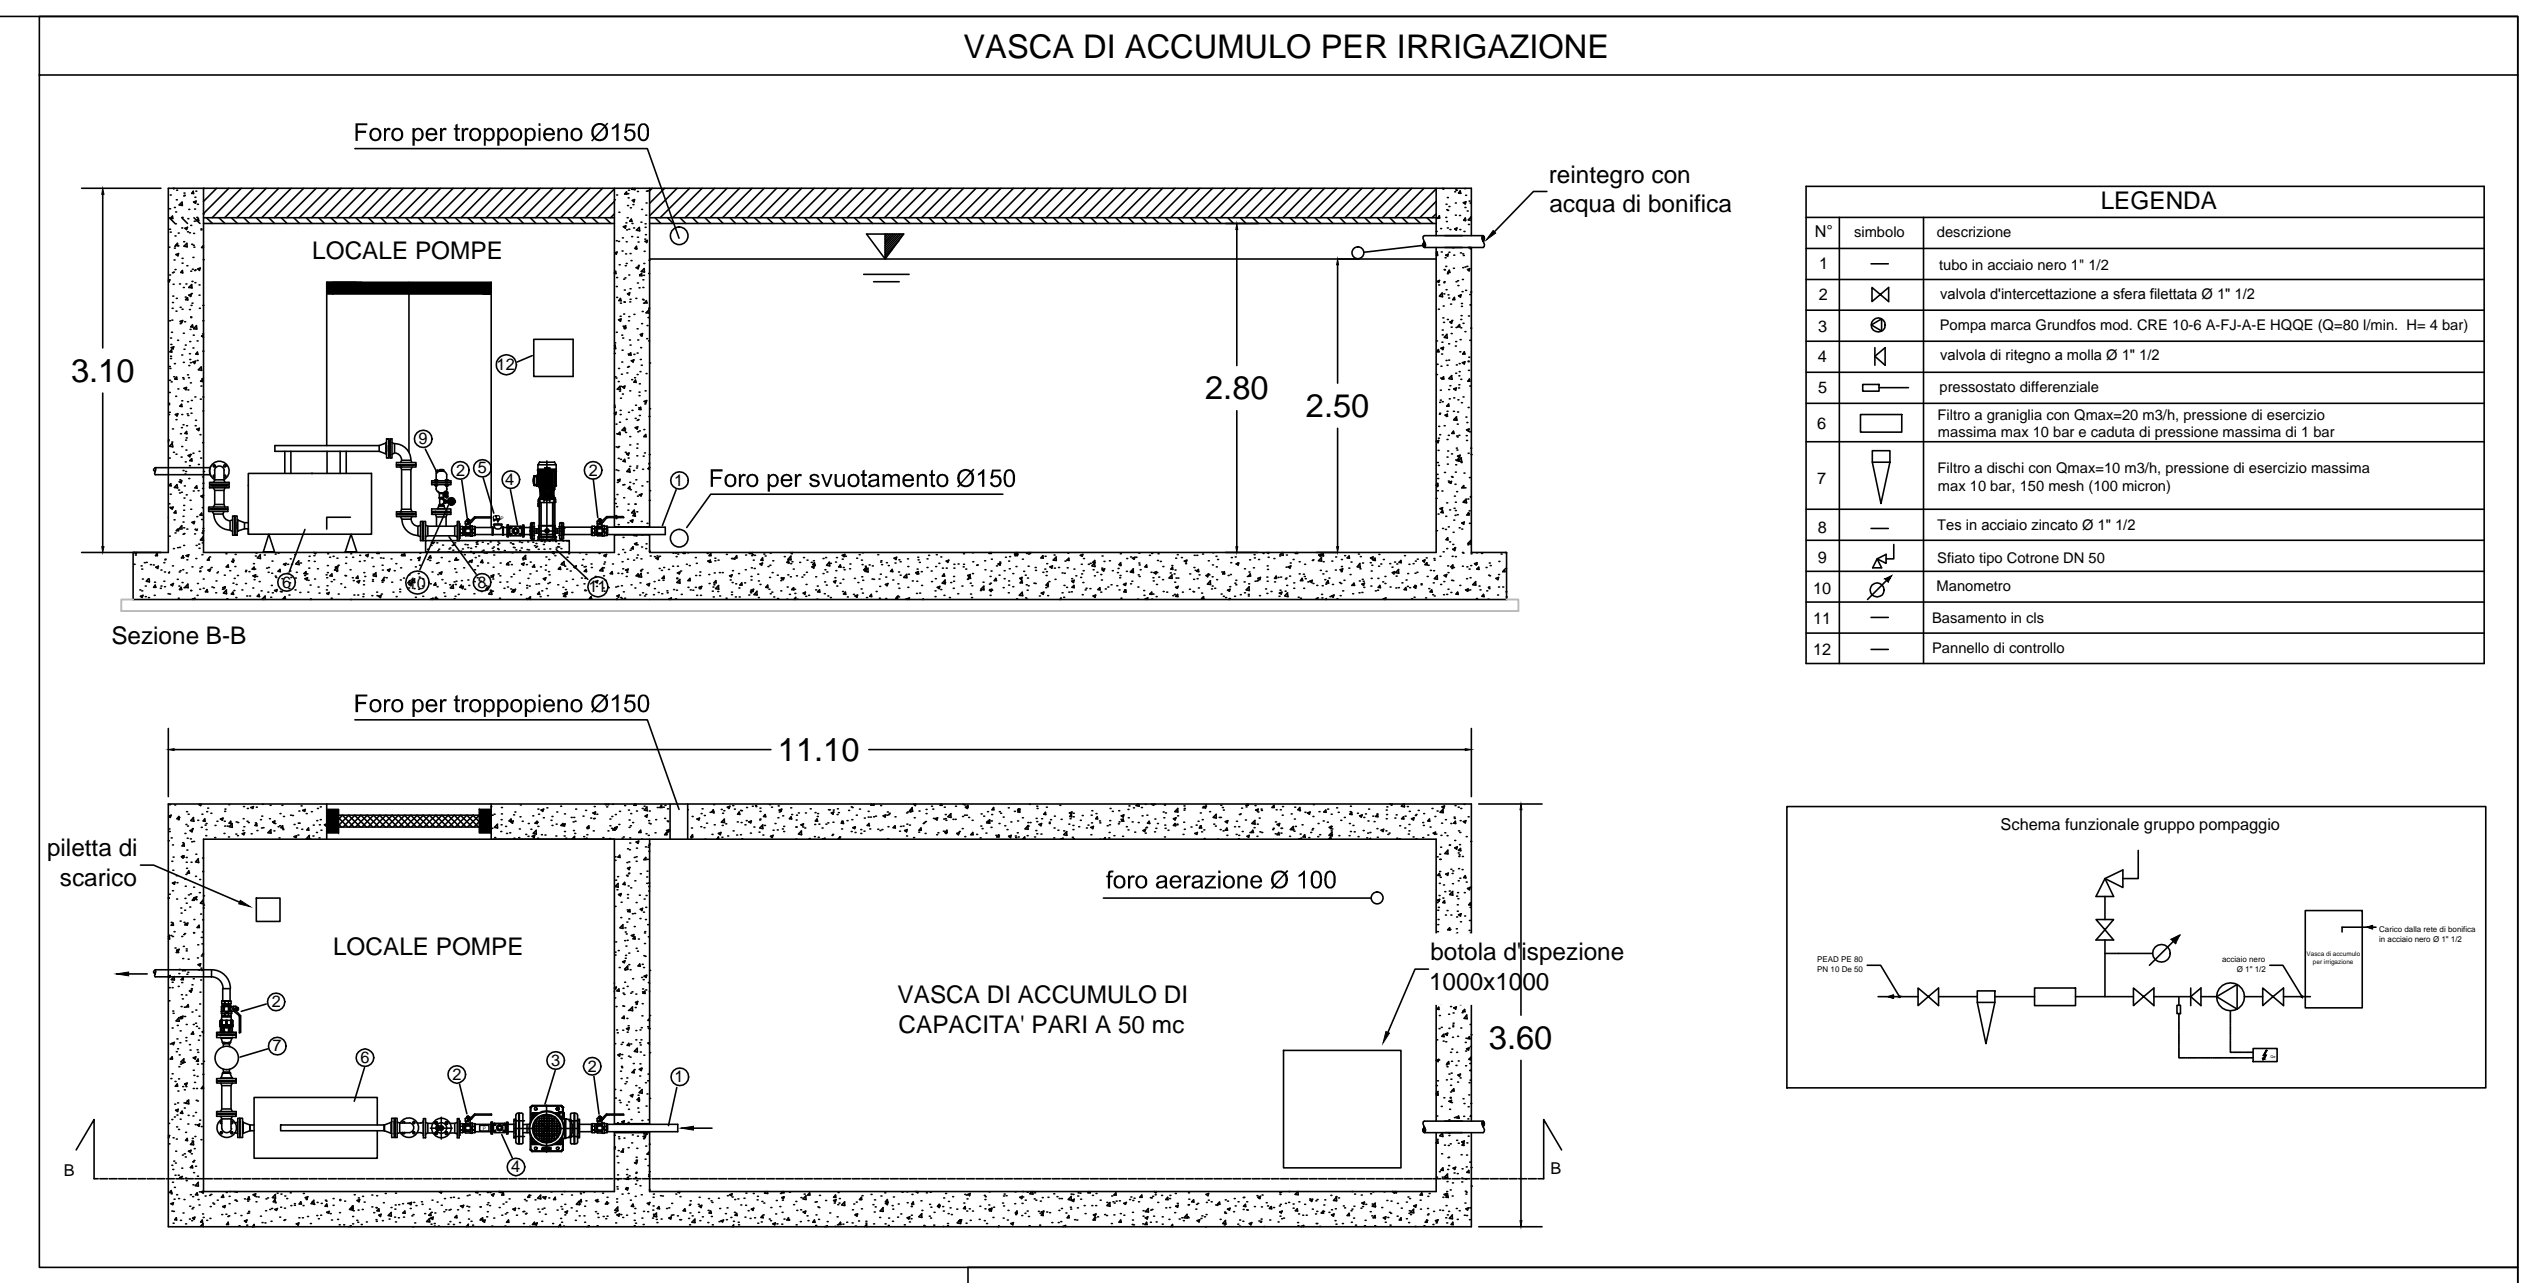 VASCA DI ACCUMULO PER IRRIGAZIONE
Foro per troppopieno Ø150
reintegro con
acqua di bonifica
LOCALE POMPE
3.10
2.80
2.50
12
9
2
5
4
2
1
Foro per svuotamento Ø150
6
10
8
11
Sezione B-B
LEGENDA
N° simbolo descrizione
1 tubo in acciaio nero 1" 1/2
2 valvola d'intercettazione a sfera filettata Ø 1" 1/2
3 Pompa marca Grundfos mod. CRE 10-6 A-FJ-A-E HQQE (Q=80 l/min. H= 4 bar)
4 valvola di ritegno a molla Ø 1" 1/2
5 pressostato differenziale
6 Filtro a graniglia con Qmax=20 m3/h, pressione di esercizio
massima max 10 bar e caduta di pressione massima di 1 bar
7 Filtro a dischi con Qmax=10 m3/h, pressione di esercizio massima
max 10 bar, 150 mesh (100 micron)
8 Tes in acciaio zincato Ø 1" 1/2
9 Sfiato tipo Cotrone DN 50
10 Manometro
11 Basamento in cls
12 Pannello di controllo
Foro per troppopieno Ø150
11.10
piletta di
scarico
LOCALE POMPE
foro aerazione Ø 100
botola d'ispezione
1000x1000
VASCA DI ACCUMULO DI
CAPACITA' PARI A 50 mc
3.60
2
7
6
2
3
2
1
4
B
B
Schema funzionale gruppo pompaggio
PEAD PE 80
PN 10 De 50
acciaio nero
Ø 1" 1/2
Vasca di accumulo
per irrigazione
Carico dalla rete di bonifica
in acciaio nero Ø 1" 1/2